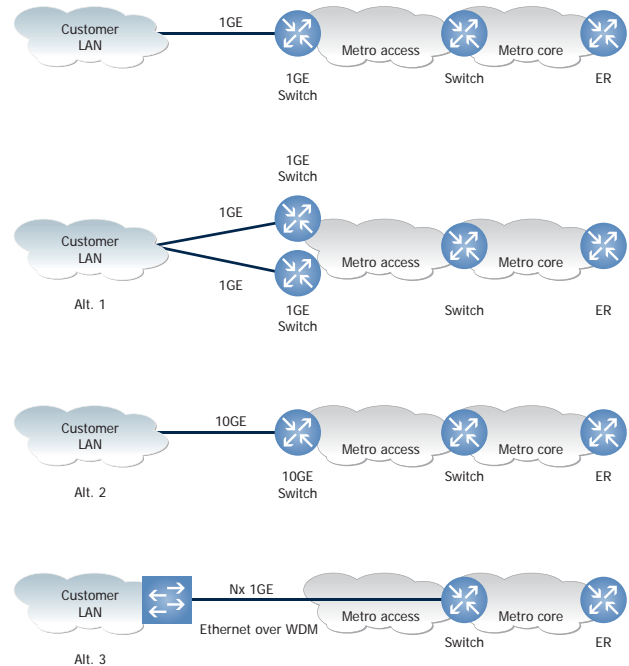 Customer
LAN
1GE
1GE
Switch
Metro access
Switch
Metro core
ER
1GE
Switch
Customer
LAN
1GE
1GE
1GE
Switch
Metro access
Switch
Metro core
ER
Alt. 1
Customer
LAN
10GE
10GE
Switch
Metro access
Switch
Metro core
ER
Alt. 2
Customer
LAN
Nx 1GE
Ethernet over WDM
Metro access
Switch
Metro core
ER
Alt. 3